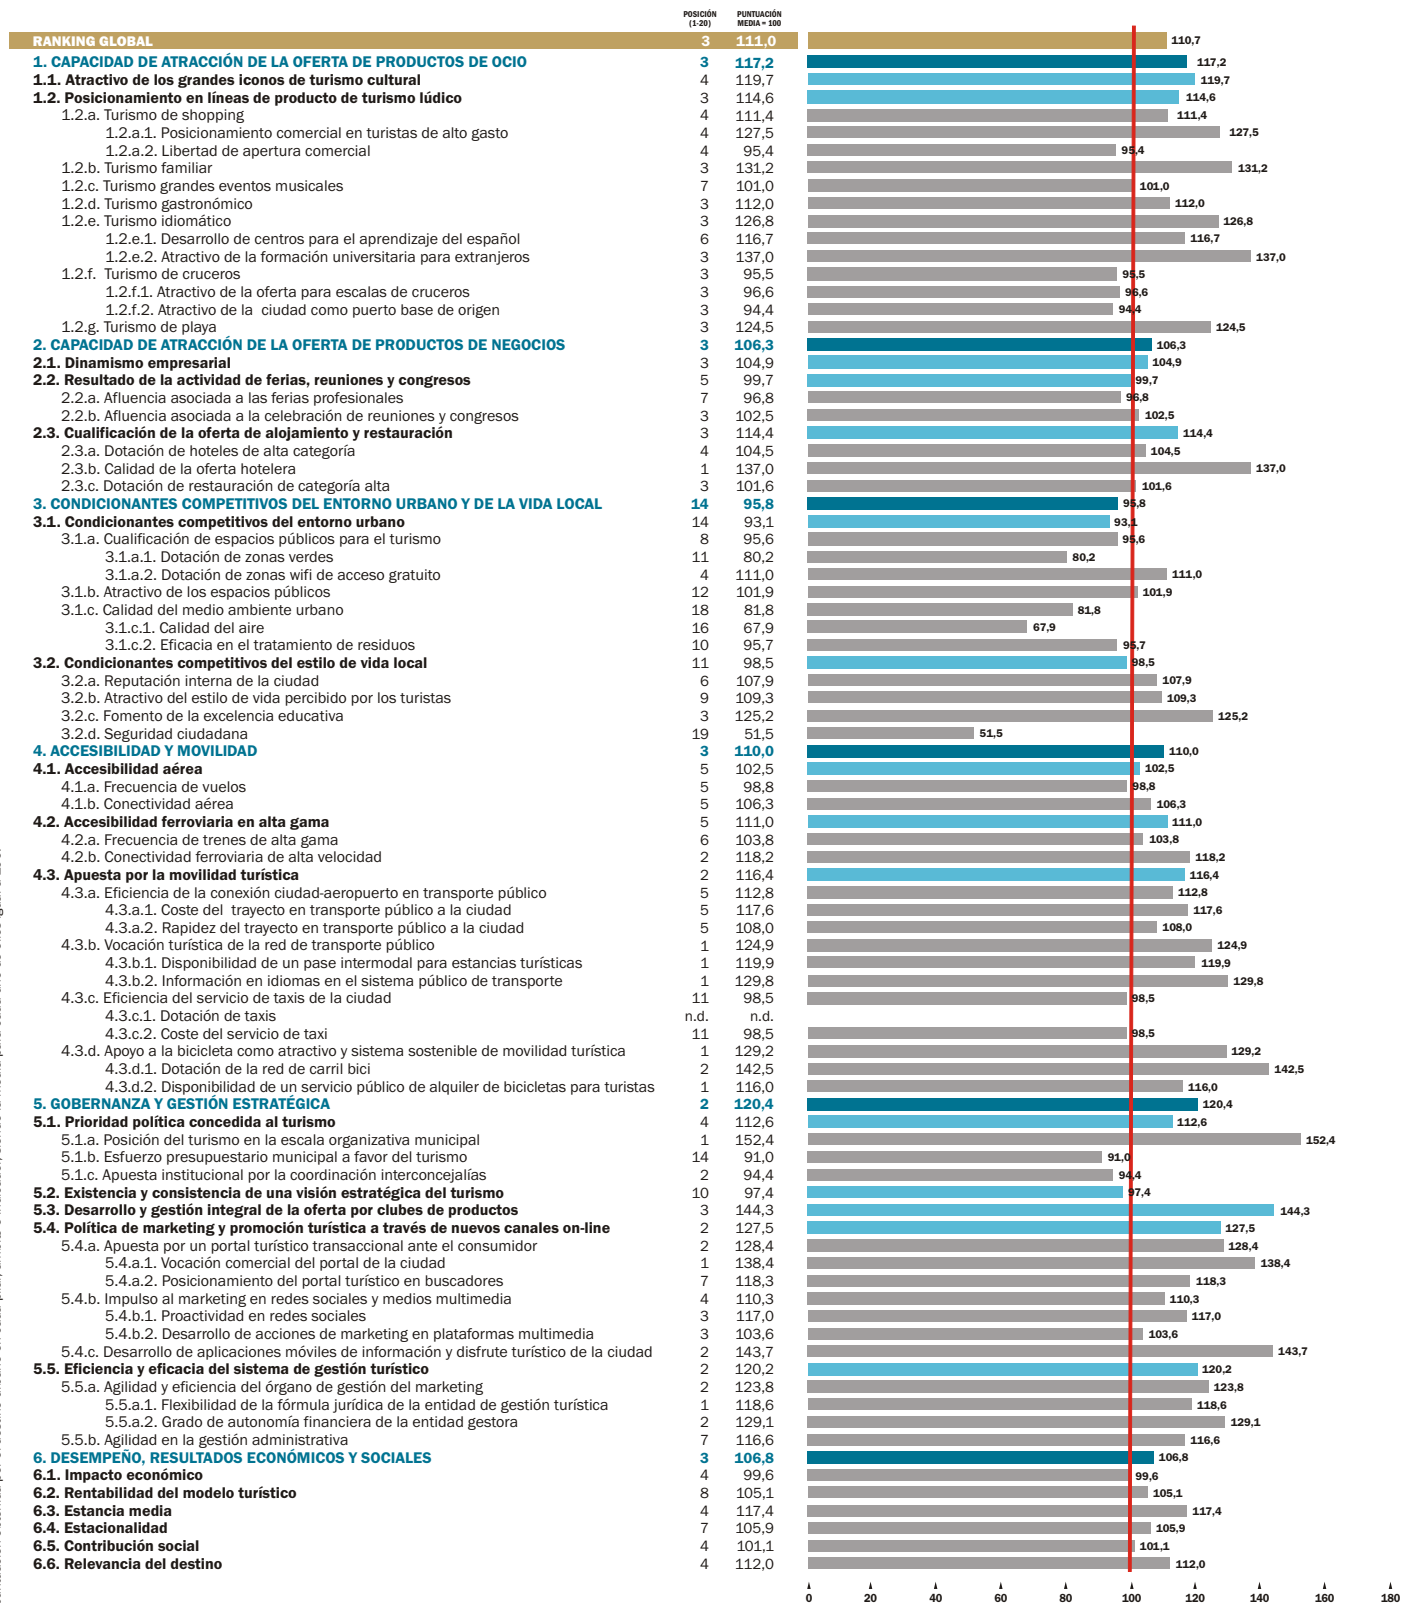 POSICIÓN PUNTUACIÓN
(1-20) MEDIA = 100
RANKING GLOBAL 3 111,0 110,7
1. CAPACIDAD DE ATRACCIÓN DE LA OFERTA DE PRODUCTOS DE OCIO 3 117,2 117,2
1.1. Atractivo de los grandes iconos de turismo cultural 4 119,7 119,7
1.2. Posicionamiento en líneas de producto de turismo lúdico 3 114,6 114,6
1.2.a. Turismo de shopping 4 111,4 111,4
1.2.a.1. Posicionamiento comercial en turistas de alto gasto 4 127,5 127,5
1.2.a.2. Libertad de apertura comercial 4 95,4 95,4
1.2.b. Turismo familiar 3 131,2 131,2
1.2.c. Turismo grandes eventos musicales 7 101,0 101,0
1.2.d. Turismo gastronómico 3 112,0 112,0
1.2.e. Turismo idiomático 3 126,8 126,8
1.2.e.1. Desarrollo de centros para el aprendizaje del español 6 116,7 116,7
1.2.e.2. Atractivo de la formación universitaria para extranjeros 3 137,0 137,0
1.2.f. Turismo de cruceros 3 95,5 95,5
1.2.f.1. Atractivo de la oferta para escalas de cruceros 3 96,6 96,6
1.2.f.2. Atractivo de la ciudad como puerto base de origen 3 94,4 94,4
1.2.g. Turismo de playa 3 124,5 124,5
2. CAPACIDAD DE ATRACCIÓN DE LA OFERTA DE PRODUCTOS DE NEGOCIOS 3 106,3 106,3
2.1. Dinamismo empresarial 3 104,9 104,9
2.2. Resultado de la actividad de ferias, reuniones y congresos 5 99,7 99,7
2.2.a. Afluencia asociada a las ferias profesionales 7 96,8 96,8
2.2.b. Afluencia asociada a la celebración de reuniones y congresos 3 102,5 102,5
2.3. Cualificación de la oferta de alojamiento y restauración 3 114,4 114,4
2.3.a. Dotación de hoteles de alta categoría 4 104,5 104,5
2.3.b. Calidad de la oferta hotelera 1 137,0 137,0
2.3.c. Dotación de restauración de categoría alta 3 101,6 101,6
3. CONDICIONANTES COMPETITIVOS DEL ENTORNO URBANO Y DE LA VIDA LOCAL 14 95,8 95,8
3.1. Condicionantes competitivos del entorno urbano 14 93,1 93,1
3.1.a. Cualificación de espacios públicos para el turismo 8 95,6 95,6
3.1.a.1. Dotación de zonas verdes 11 80,2 80,2
3.1.a.2. Dotación de zonas wifi de acceso gratuito 4 111,0 111,0
3.1.b. Atractivo de los espacios públicos 12 101,9 101,9
3.1.c. Calidad del medio ambiente urbano 18 81,8 81,8
3.1.c.1. Calidad del aire 16 67,9 67,9
3.1.c.2. Eficacia en el tratamiento de residuos 10 95,7 95,7
3.2. Condicionantes competitivos del estilo de vida local 11 98,5 98,5
3.2.a. Reputación interna de la ciudad 6 107,9 107,9
3.2.b. Atractivo del estilo de vida percibido por los turistas 9 109,3 109,3
3.2.c. Fomento de la excelencia educativa 3 125,2 125,2
3.2.d. Seguridad ciudadana 19 51,5 51,5
4. ACCESIBILIDAD Y MOVILIDAD 3 110,0 110,0
4.1. Accesibilidad aérea 5 102,5 102,5
4.1.a. Frecuencia de vuelos 5 98,8 98,8
4.1.b. Conectividad aérea 5 106,3 106,3
4.2. Accesibilidad ferroviaria en alta gama 5 111,0 111,0
4.2.a. Frecuencia de trenes de alta gama 6 103,8 103,8
4.2.b. Conectividad ferroviaria de alta velocidad 2 118,2 118,2
4.3. Apuesta por la movilidad turística 2 116,4 116,4
4.3.a. Eficiencia de la conexión ciudad-aeropuerto en transporte público 5 112,8 112,8
4.3.a.1. Coste del trayecto en transporte público a la ciudad 5 117,6 117,6
4.3.a.2. Rapidez del trayecto en transporte público a la ciudad 5 108,0 108,0
4.3.b. Vocación turística de la red de transporte público 1 124,9 124,9
4.3.b.1. Disponibilidad de un pase intermodal para estancias turísticas 1 119,9 119,9
4.3.b.2. Información en idiomas en el sistema público de transporte 1 129,8 129,8
4.3.c. Eficiencia del servicio de taxis de la ciudad 11 98,5 98,5
4.3.c.1. Dotación de taxis n.d. n.d.
4.3.c.2. Coste del servicio de taxi 11 98,5 98,5
4.3.d. Apoyo a la bicicleta como atractivo y sistema sostenible de movilidad turística 1 129,2 129,2
4.3.d.1. Dotación de la red de carril bici 2 142,5 142,5
4.3.d.2. Disponibilidad de un servicio público de alquiler de bicicletas para turistas 1 116,0 116,0
5. GOBERNANZA Y GESTIÓN ESTRATÉGICA 2 120,4 120,4
5.1. Prioridad política concedida al turismo 4 112,6 112,6
5.1.a. Posición del turismo en la escala organizativa municipal 1 152,4 152,4
5.1.b. Esfuerzo presupuestario municipal a favor del turismo 14 91,0 91,0
5.1.c. Apuesta institucional por la coordinación interconcejalías 2 94,4 94,4
5.2. Existencia y consistencia de una visión estratégica del turismo 10 97,4 97,4
5.3. Desarrollo y gestión integral de la oferta por clubes de productos 3 144,3 144,3
5.4. Política de marketing y promoción turística a través de nuevos canales on-line 2 127,5 127,5
5.4.a. Apuesta por un portal turístico transaccional ante el consumidor 2 128,4 128,4
5.4.a.1. Vocación comercial del portal de la ciudad 1 138,4 138,4
5.4.a.2. Posicionamiento del portal turístico en buscadores 7 118,3 118,3
5.4.b. Impulso al marketing en redes sociales y medios multimedia 4 110,3 110,3
5.4.b.1. Proactividad en redes sociales 3 117,0 117,0
5.4.b.2. Desarrollo de acciones de marketing en plataformas multimedia 3 103,6 103,6
5.4.c. Desarrollo de aplicaciones móviles de información y disfrute turístico de la ciudad 2 143,7 143,7
5.5. Eficiencia y eficacia del sistema de gestión turístico 2 120,2 120,2
5.5.a. Agilidad y eficiencia del órgano de gestión del marketing 2 123,8 123,8
5.5.a.1. Flexibilidad de la fórmula jurídica de la entidad de gestión turística 1 118,6 118,6
5.5.a.2. Grado de autonomía financiera de la entidad gestora 2 129,1 129,1
5.5.b. Agilidad en la gestión administrativa 7 116,6 116,6
6. DESEMPEÑO, RESULTADOS ECONÓMICOS Y SOCIALES 3 106,8 106,8
6.1. Impacto económico 4 99,6 99,6
6.2. Rentabilidad del modelo turístico 8 105,1 105,1
6.3. Estancia media 4 117,4 117,4
6.4. Estacionalidad 7 105,9 105,9
6.5. Contribución social 4 101,1 101,1
6.6. Relevancia del destino 4 112,0 112,0
0 20 40 60 80 100 120 140 160 180